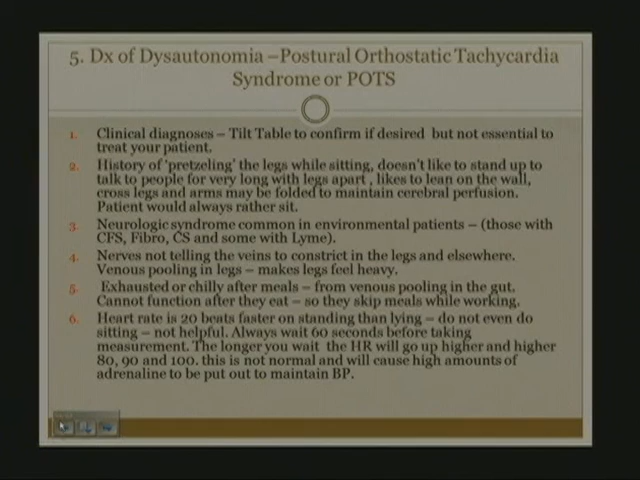 5. Dx of Dysautonomia –Postural Orthostatic Tachycardia
Syndrome or POTS
1. Clinical diagnoses – Tilt Table to confirm if desired but not essential to
treat your patient.
2. History of 'pretzeling' the legs while sitting, doesn't like to stand up to
talk to people for very long with legs apart , likes to lean on the wall,
cross legs and arms may be folded to maintain cerebral perfusion.
Patient would always rather sit.
3. Neurologic syndrome common in environmental patients – (those with
CFS, Fibro, CS and some with Lyme).
4. Nerves not telling the veins to constrict in the legs and elsewhere.
Venous pooling in legs – makes legs feel heavy.
5. Exhausted or chilly after meals – from venous pooling in the gut.
Cannot function after they eat – so they skip meals while working.
6. Heart rate is 20 beats faster on standing than lying – do not even do
sitting – not helpful. Always wait 60 seconds before taking
measurement. The longer you wait the HR will go up higher and higher
80, 90 and 100. this is not normal and will cause high amounts of
adrenaline to be put out to maintain BP.